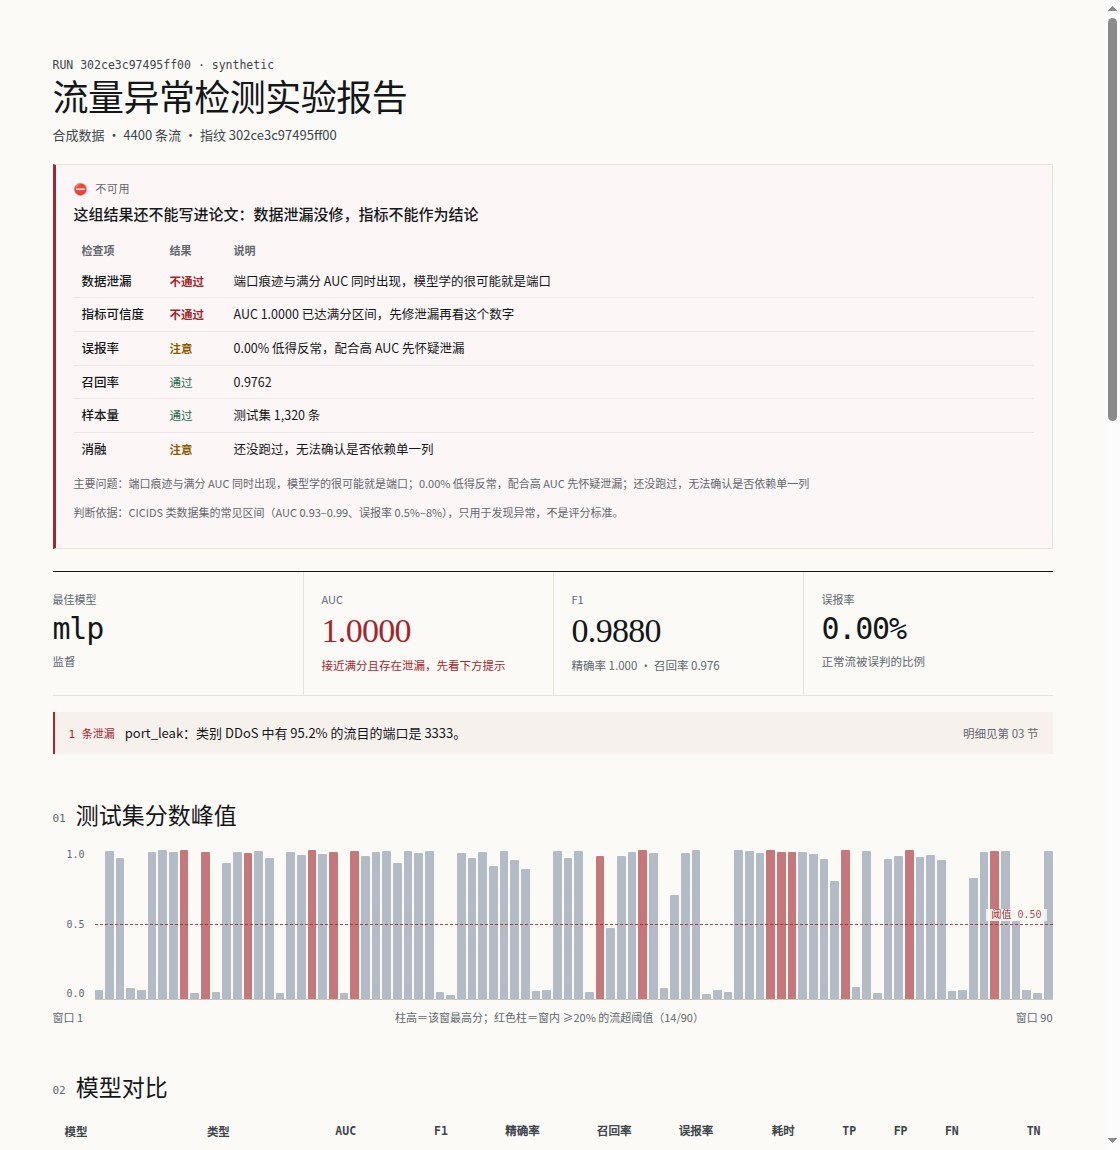 RUN 302ce3c97495ff00 · synthetic
流量异常检测实验报告
合成数据 · 4400 条流 · 指纹 302ce3c97495ff00
不可用
这组结果还不能写进论文：数据泄漏没修，指标不能作为结论
检查项 结果 说明
数据泄漏 不通过 端口痕迹与满分 AUC 同时出现，模型学的很可能就是端口
指标可信度 不通过 AUC 1.0000 已达满分区间，先修泄漏再看这个数字
误报率 注意 0.00% 低得反常，配合高 AUC 先怀疑泄漏
召回率 通过 0.9762
样本量 通过 测试集 1,320 条
消融 注意 还没跑过，无法确认是否依赖单一列
主要问题：端口痕迹与满分 AUC 同时出现，模型学的很可能就是端口；0.00% 低得反常，配合高 AUC 先怀疑泄漏；还没跑过，无法确认是否依赖单一列
判断依据：CICIDS 类数据集的常见区间（AUC 0.93–0.99、误报率 0.5%–8%），只用于发现异常，不是评分标准。
最佳模型 AUC F1 误报率
mlp 1.0000 0.9880 0.00%
监督 接近满分且存在泄漏，先看下方提示 精确率 1.000 · 召回率 0.976 正常流被误判的比例
1 条泄漏 port_leak：类别 DDoS 中有 95.2% 的流目的端口是 3333。 明细见第 03 节
01 测试集分数峰值
1.0
阈值 0.50
0.5
0.0
窗口 1 柱高＝该窗最高分；红色柱＝窗内 ≥20% 的流超阈值（14/90） 窗口 90
02 模型对比
模型 类型 AUC F1 精确率 召回率 误报率 耗时 TP FP FN TN